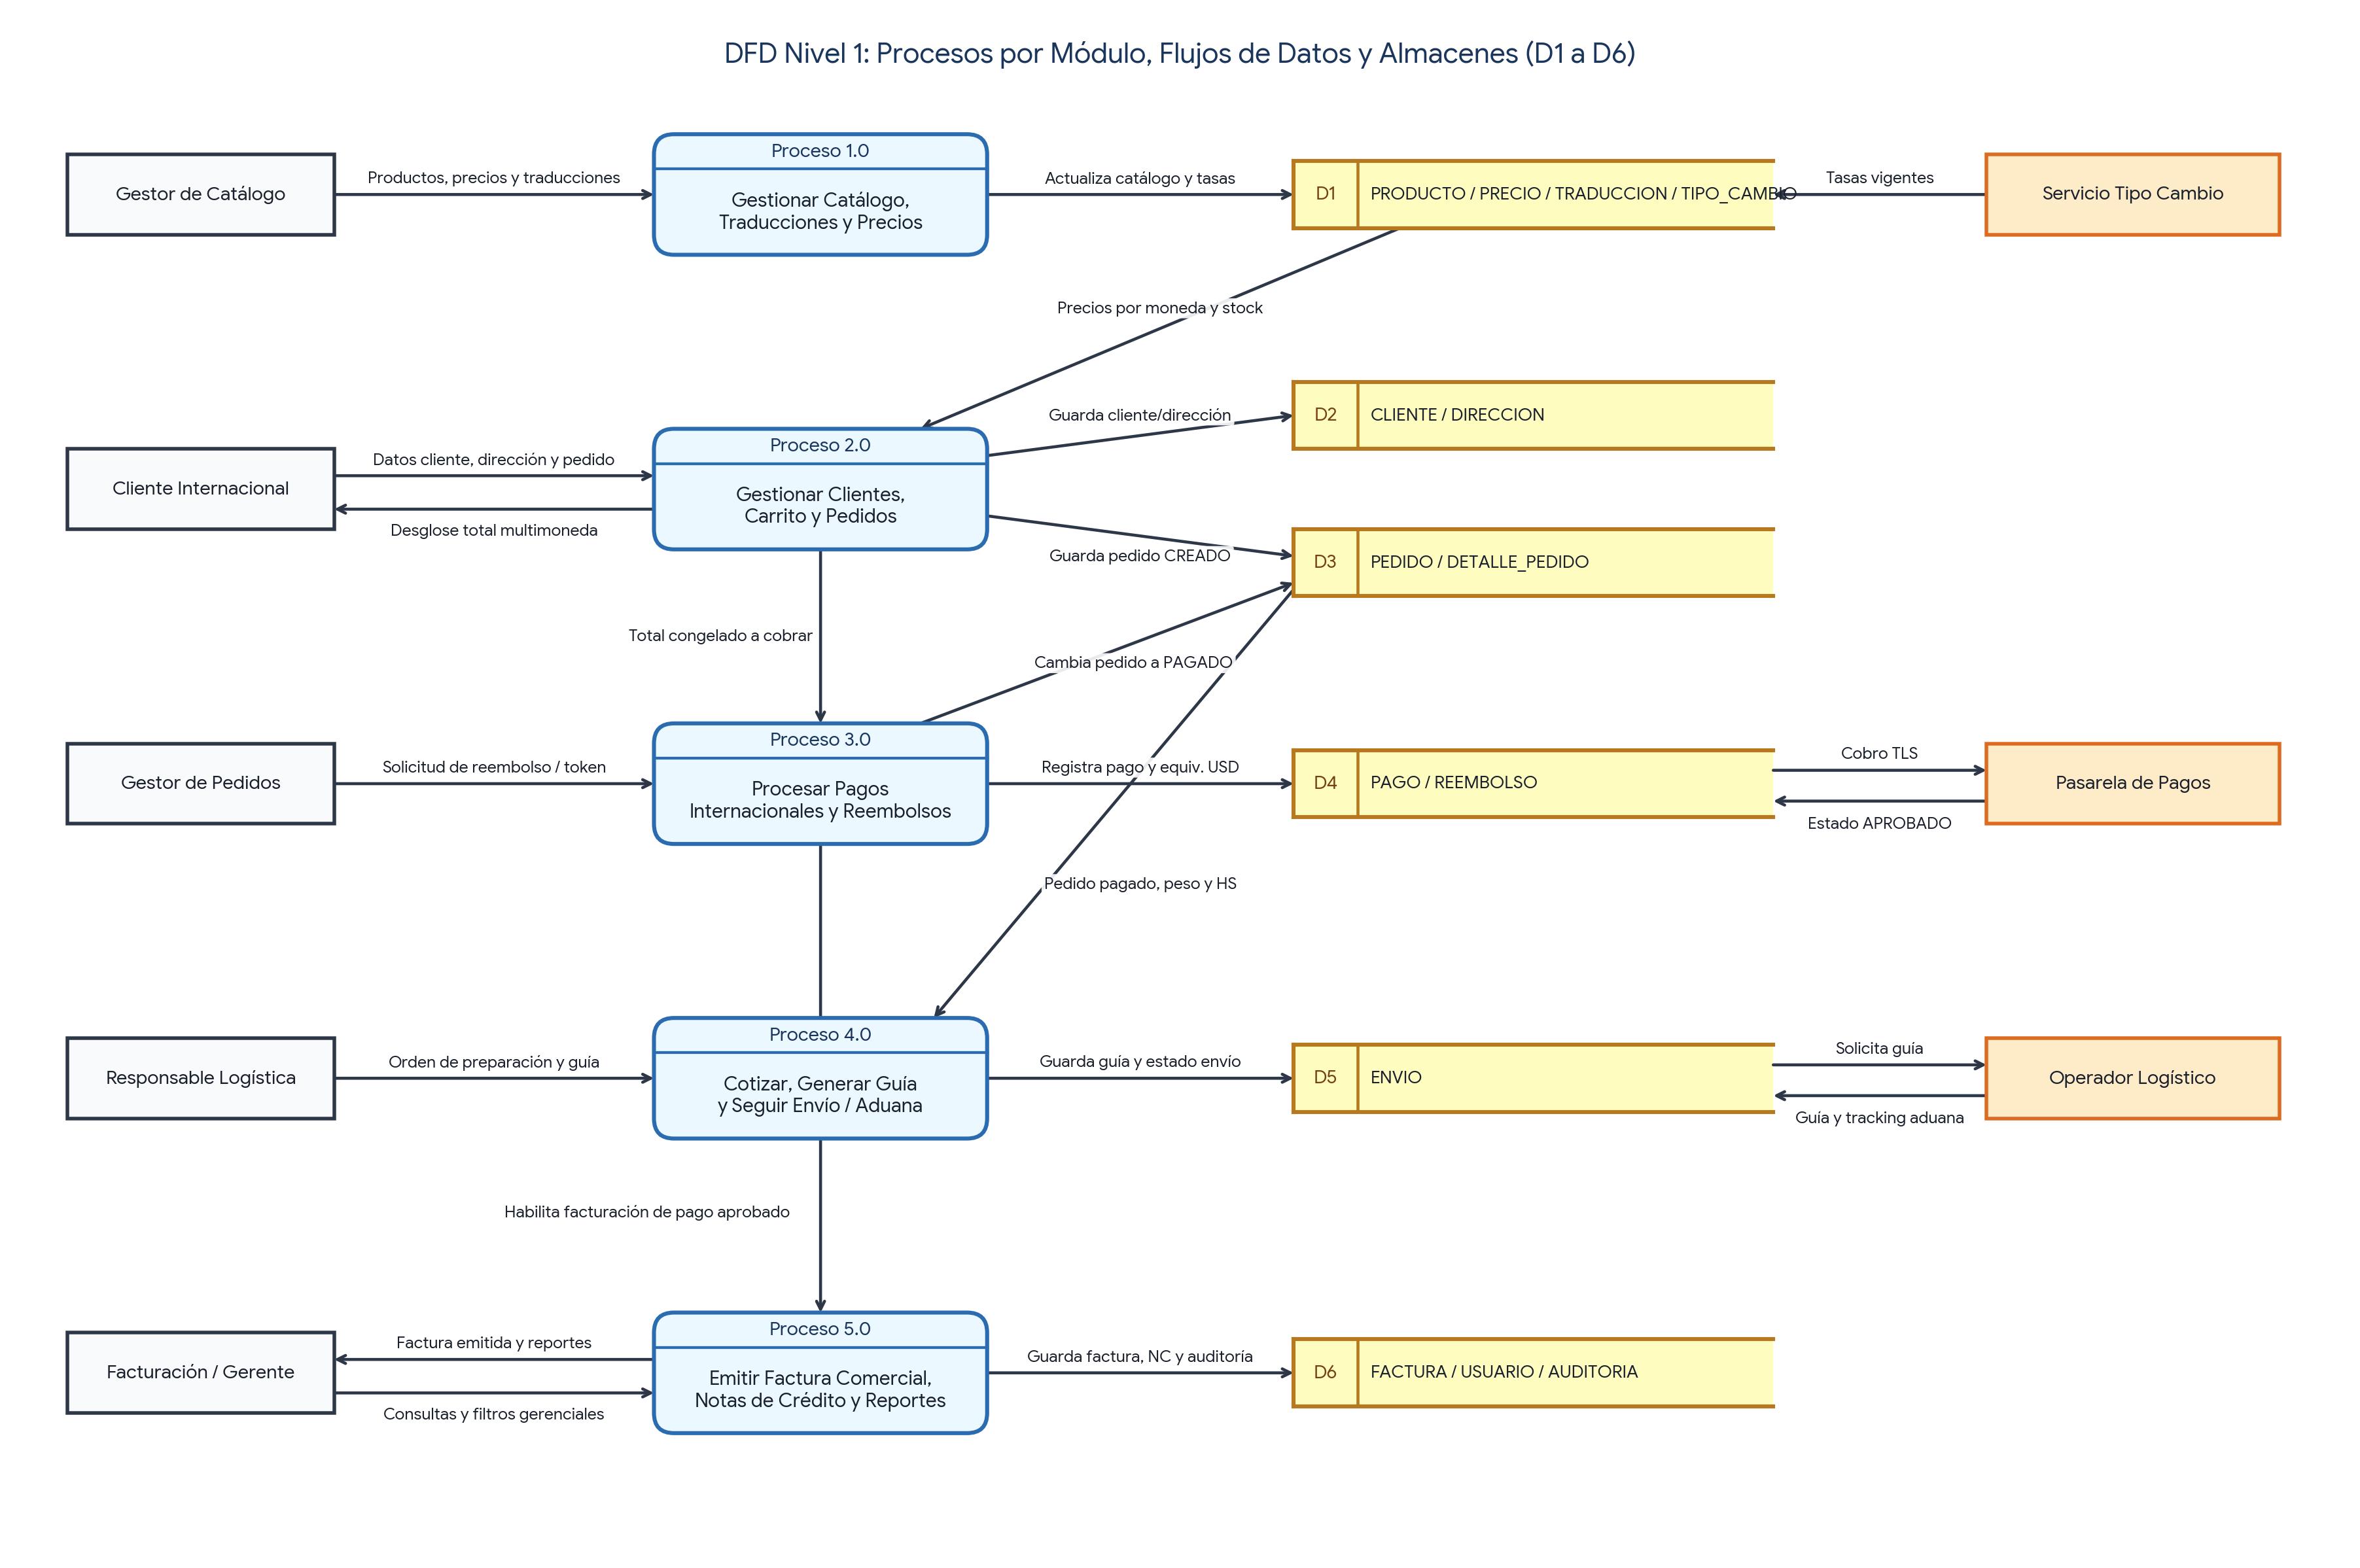 DFD Nivel 1: Procesos por Módulo, Flujos de Datos y Almacenes (D1 a D6)
Gestor de Catálogo
Productos, precios y traducciones
Proceso 1.0
Gestionar Catálogo,
Traducciones y Precios
Actualiza catálogo y tasas
D1
PRODUCTO / PRECIO / TRADUCCION / TIPO_CAMBIO
Tasas vigentes
Servicio Tipo Cambio
Precios por moneda y stock
Cliente Internacional
Datos cliente, dirección y pedido
Desglose total multimoneda
Proceso 2.0
Gestionar Clientes,
Carrito y Pedidos
Guarda cliente/dirección
D2
CLIENTE / DIRECCION
Guarda pedido CREADO
D3
PEDIDO / DETALLE_PEDIDO
Total congelado a cobrar
Cambia pedido a PAGADO
Gestor de Pedidos
Solicitud de reembolso / token
Proceso 3.0
Procesar Pagos
Internacionales y Reembolsos
Registra pago y equiv. USD
D4
PAGO / REEMBOLSO
Cobro TLS
Estado APROBADO
Pasarela de Pagos
Pedido pagado, peso y HS
Responsable Logística
Orden de preparación y guía
Proceso 4.0
Cotizar, Generar Guía
y Seguir Envío / Aduana
Guarda guía y estado envío
D5
ENVIO
Solicita guía
Guía y tracking aduana
Operador Logístico
Habilita facturación de pago aprobado
Facturación / Gerente
Factura emitida y reportes
Consultas y filtros gerenciales
Proceso 5.0
Emitir Factura Comercial,
Notas de Crédito y Reportes
Guarda factura, NC y auditoría
D6
FACTURA / USUARIO / AUDITORIA